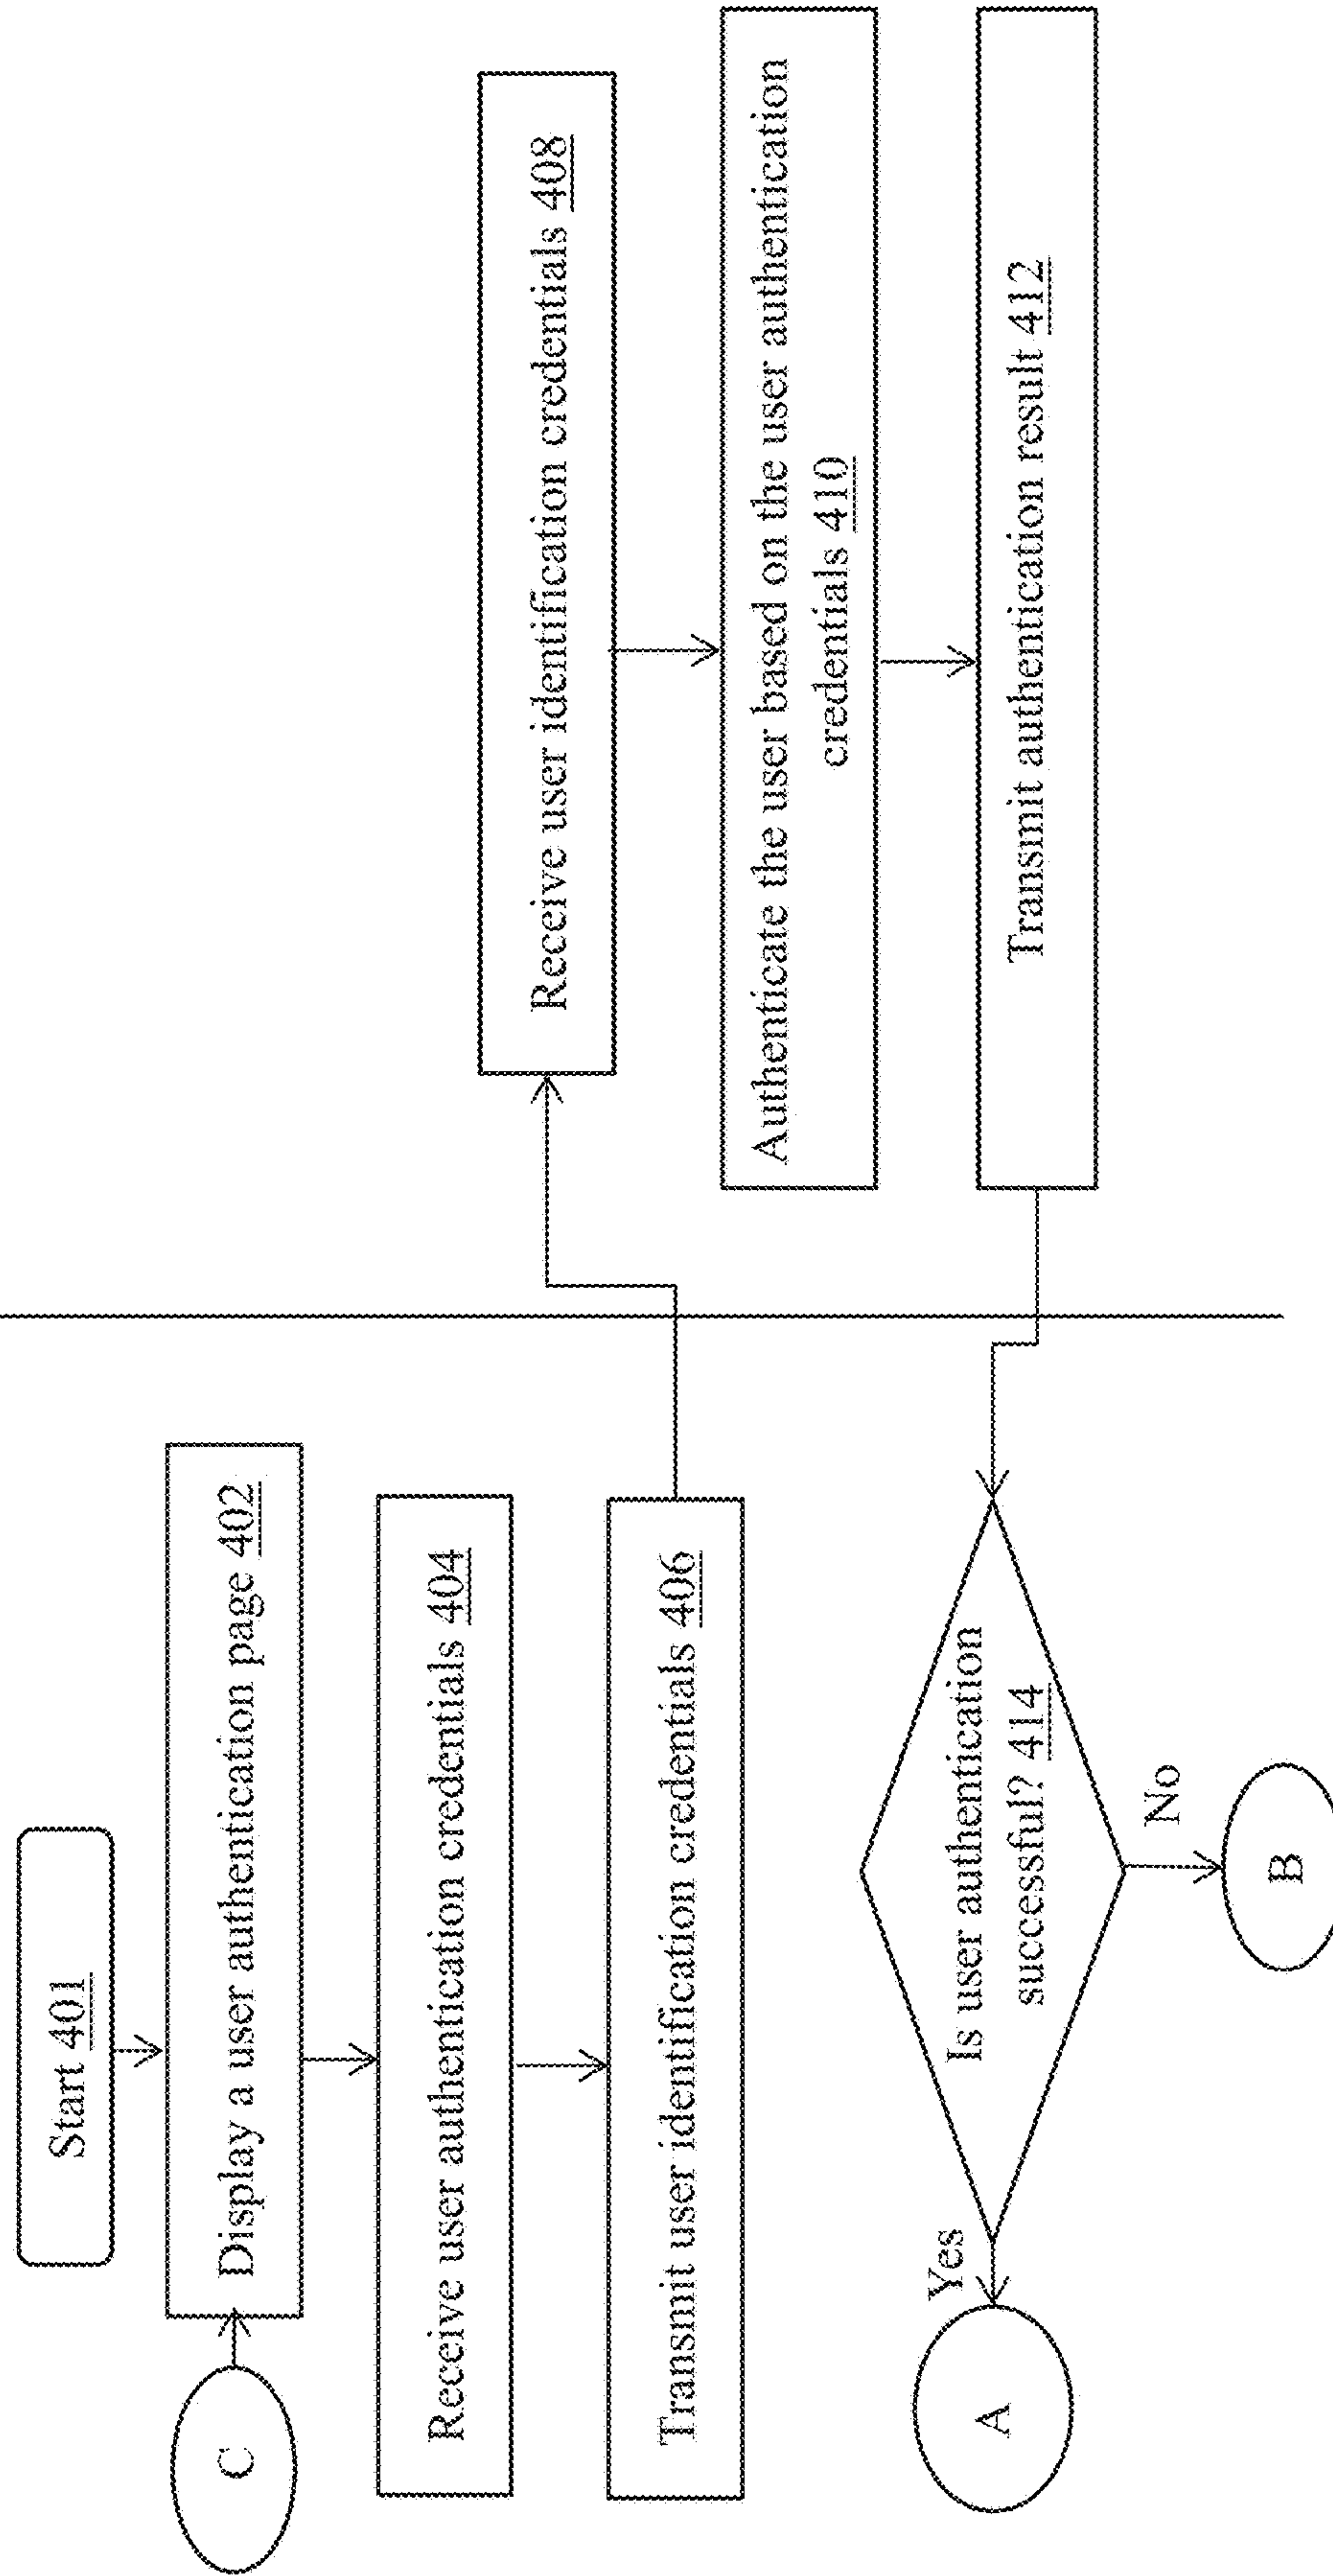 Start 401
C
Display a user authentication page 402
Receive user authentication credentials 404
Transmit user identification credentials 406
Receive user identification credentials 408
Authenticate the user based on the user authentication
credentials 410
Transmit authentication result 412
Is user authentication
successful? 414
Yes
A
No
B